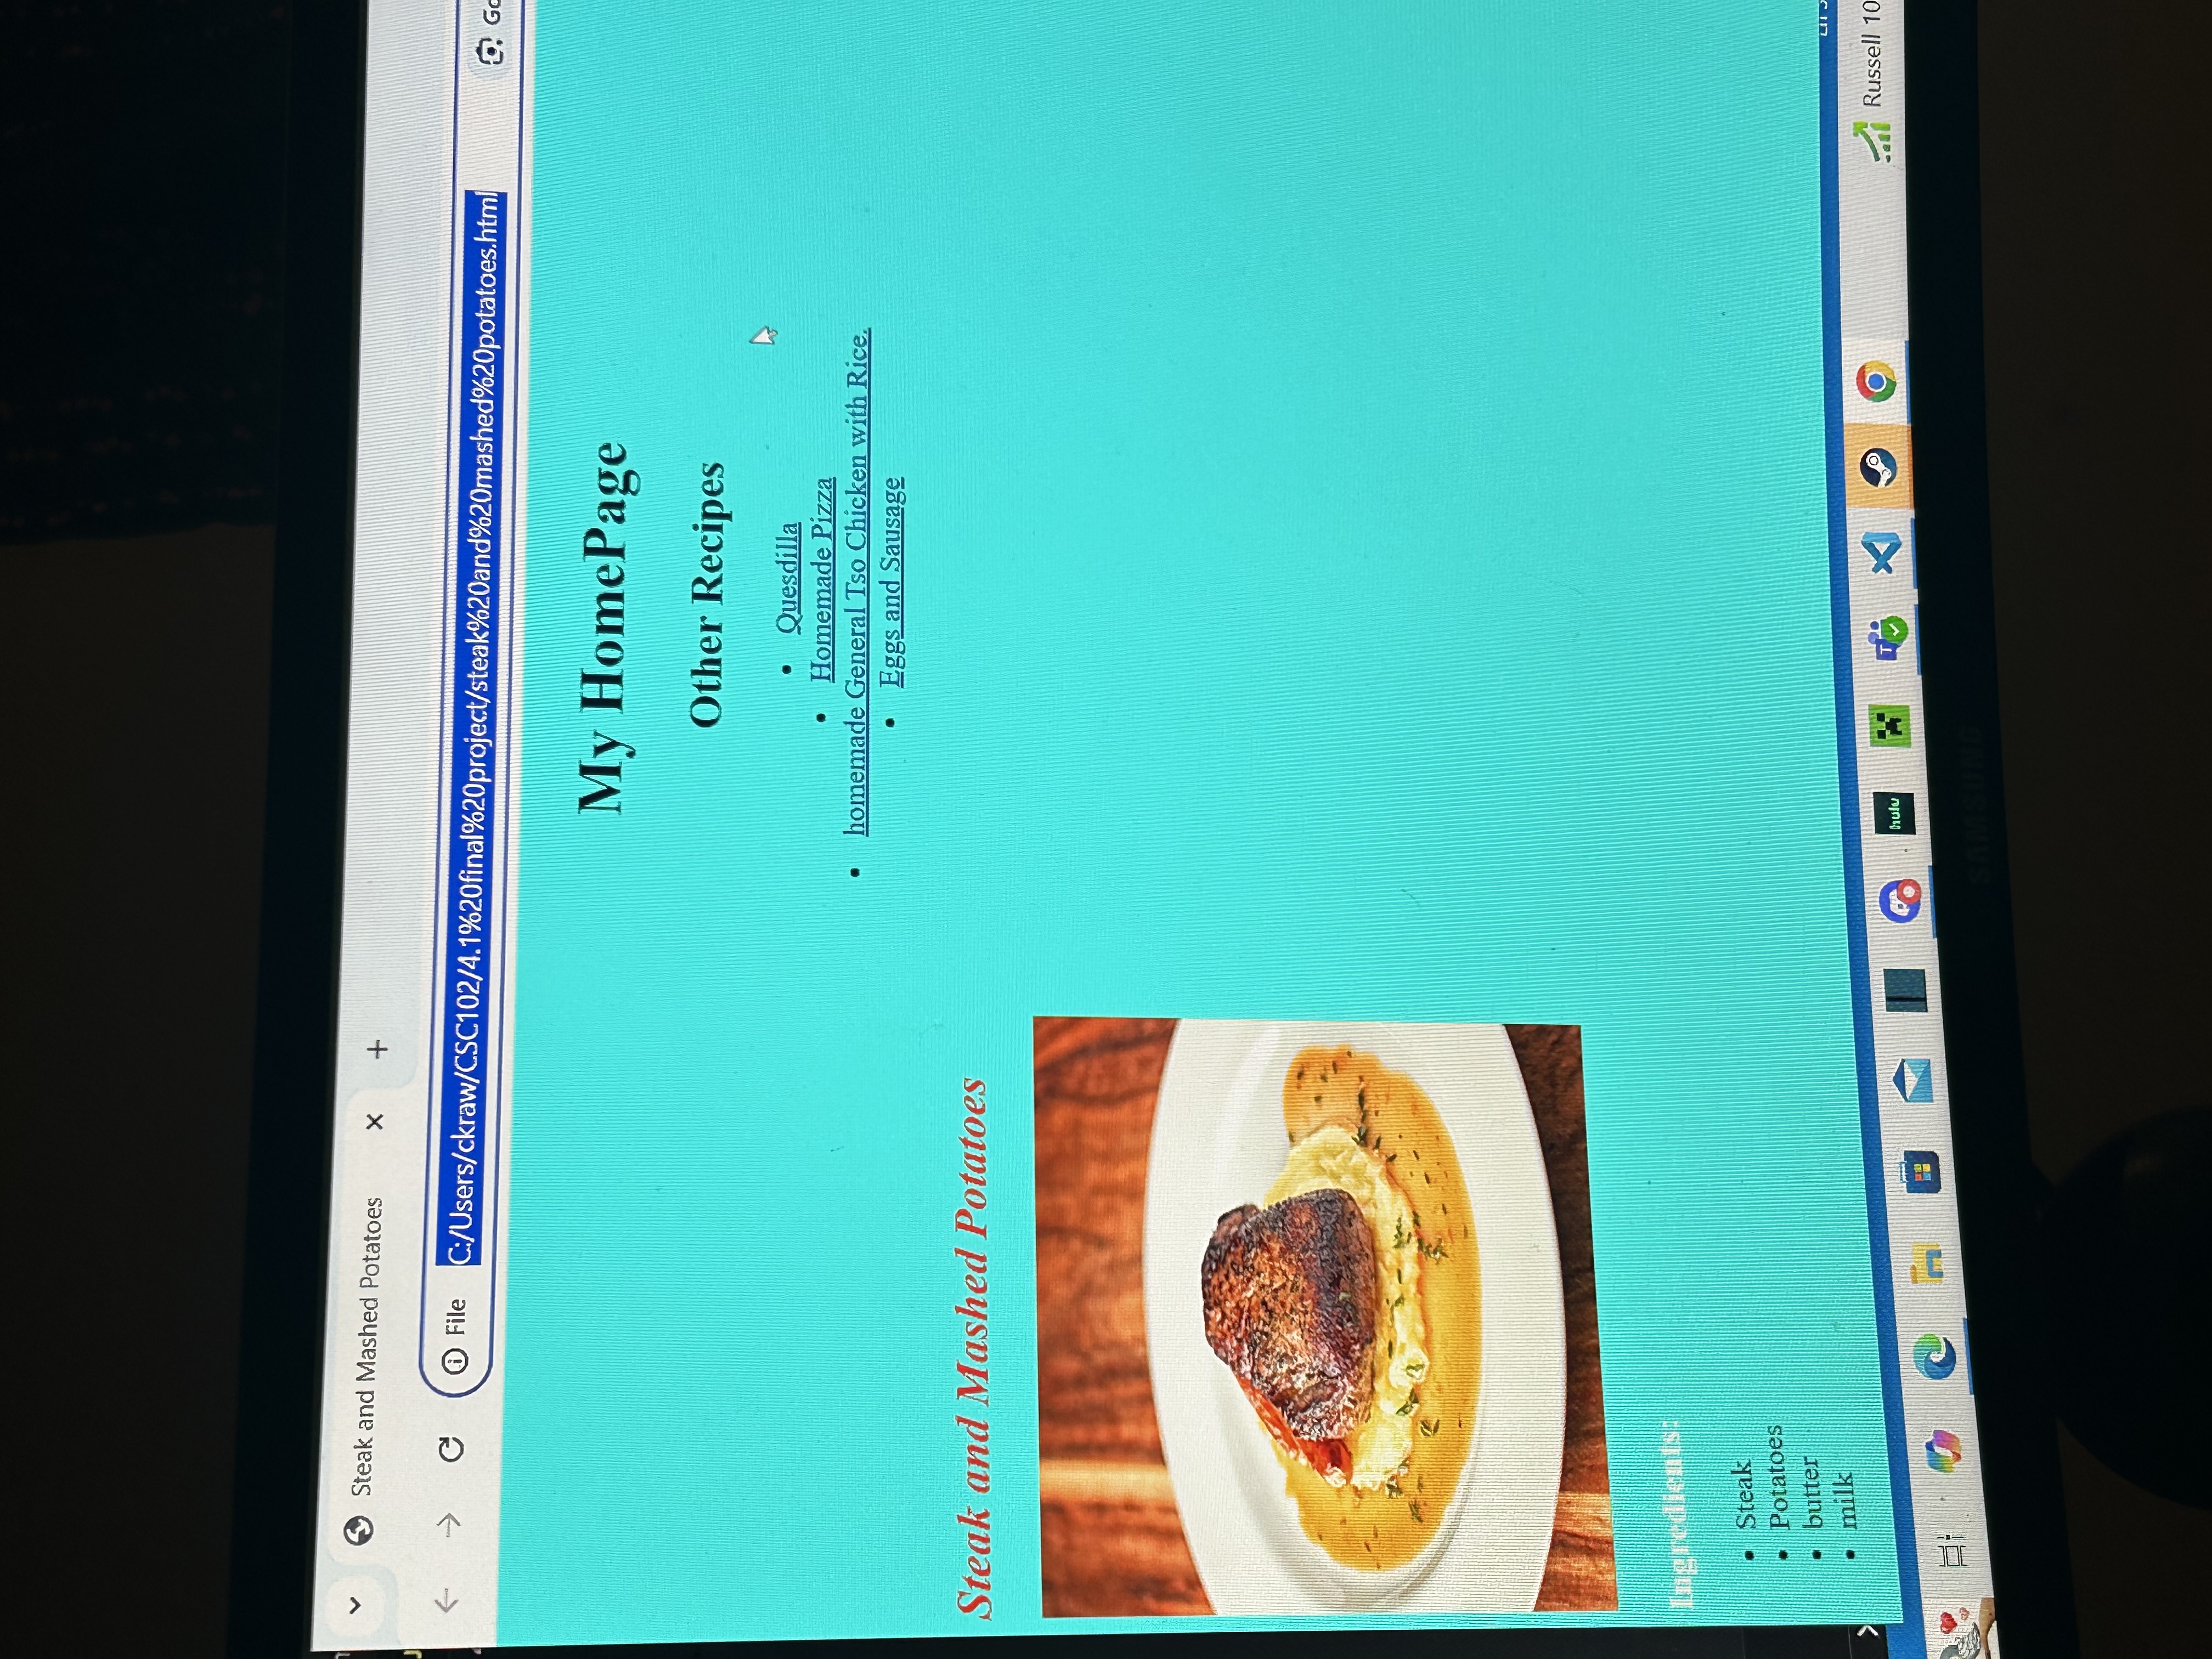 Steak and Mashed Potatoes
File C:/Users/ckraw/CSC102/4.1%20final%20project/steak%20and%20mashed%20potatoes.html
My HomePage
Other Recipes
Quesdilla
Homemade Pizza
homemade General Tso Chicken with Rice.
Eggs and Sausage
Steak and Mashed Potatoes
Ingredients:
Steak
Potatoes
butter
milk
hulu
Russell 10
SAMSUNG